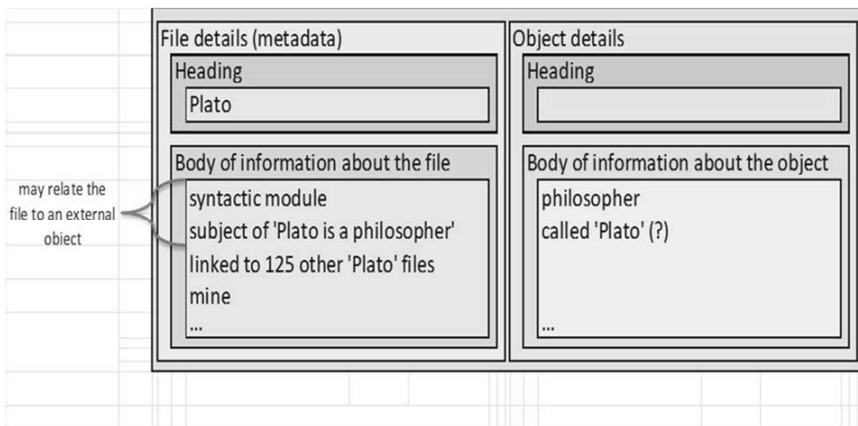 File details (metadata)
Heading
Plato
Body of information about the file
syntactic module
subject of 'Plato is a philosopher'
linked to 125 other 'Plato' files
mine
...
may relate the
file to an external
object
Object details
Heading
Body of information about the object
philosopher
called 'Plato' (?)
...